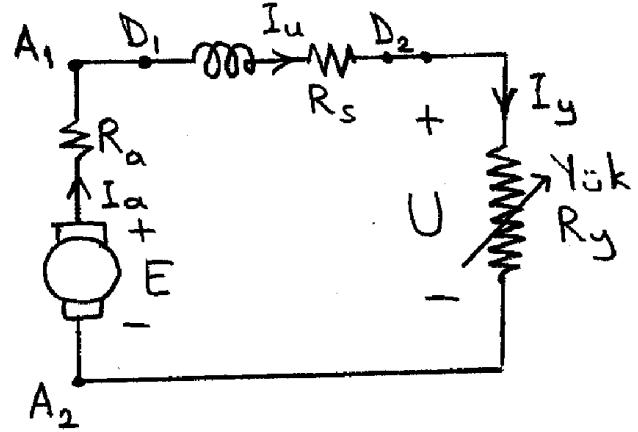 A₁ D₁ Iᵤ D₂
Rₛ Iy
Rₐ +
Iₐ Yük
+ U Ry
E
- -
A₂